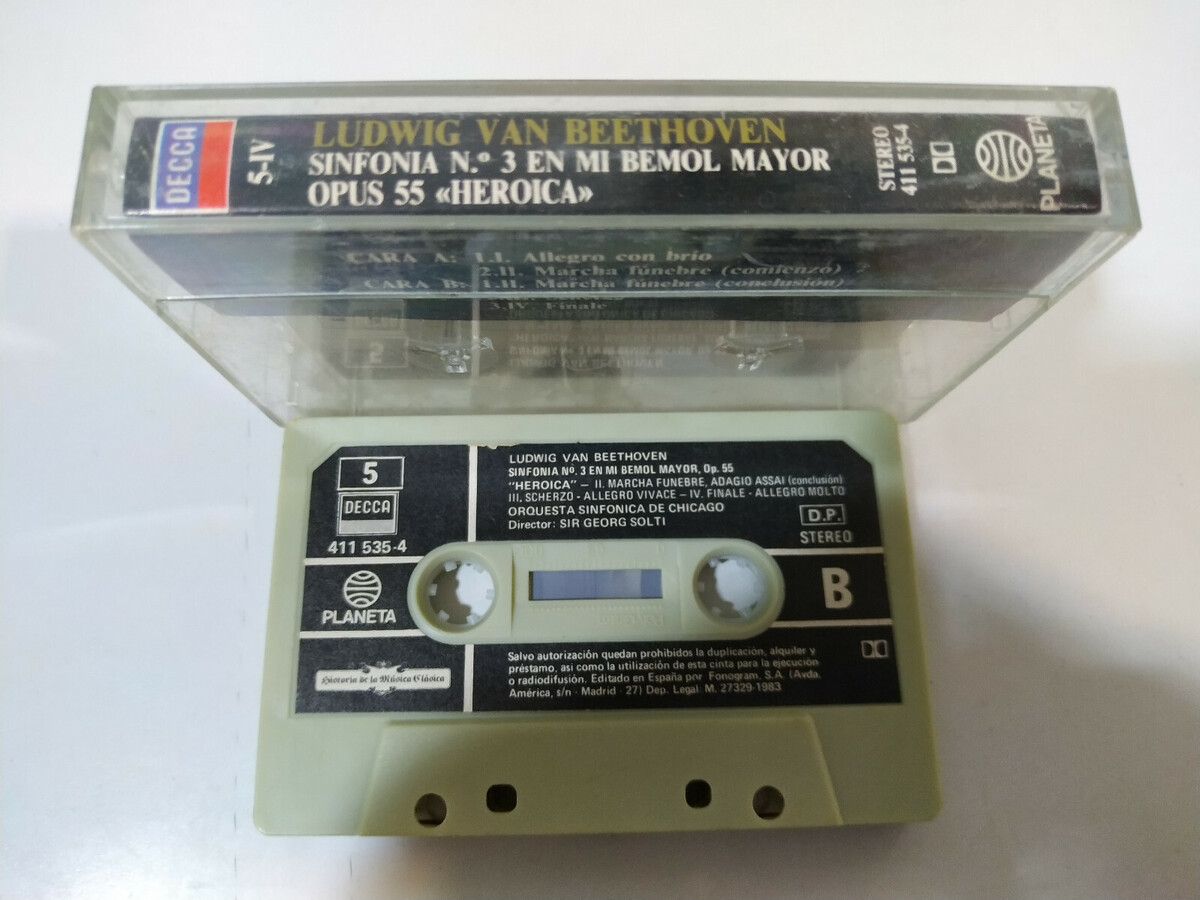 DECCA
5-IV
LUDWIG VAN BEETHOVEN
SINFONIA N.º 3 EN MI BEMOL MAYOR
OPUS 55 «HEROICA»
STEREO
411 535-4
PLANETA
CARA A: 1.I. Allegro con brio
2.II. Marcha fúnebre (comienzo)
CARA B: 1.II. Marcha fúnebre (conclusión)
3.IV. Finale
5
DECCA
411 535-4
PLANETA
Historia de la Música Clásica
LUDWIG VAN BEETHOVEN
SINFONIA Nº. 3 EN MI BEMOL MAYOR, Op. 55
"HEROICA" – II. MARCHA FUNEBRE, ADAGIO ASSAI (conclusión)
III, SCHERZO - ALLEGRO VIVACE – IV. FINALE - ALLEGRO MOLTO
ORQUESTA SINFONICA DE CHICAGO
Director: SIR GEORG SOLTI
D.P.
STEREO
B
Salvo autorización quedan prohibidos la duplicación, alquiler y
préstamo, asi como la utilización de esta cinta para la ejecución
o radiodifusión. Editado en España por Fonogram, S.A. (Avda.
América, s/n - Madrid - 27) Dep. Legal M. 27329-1983